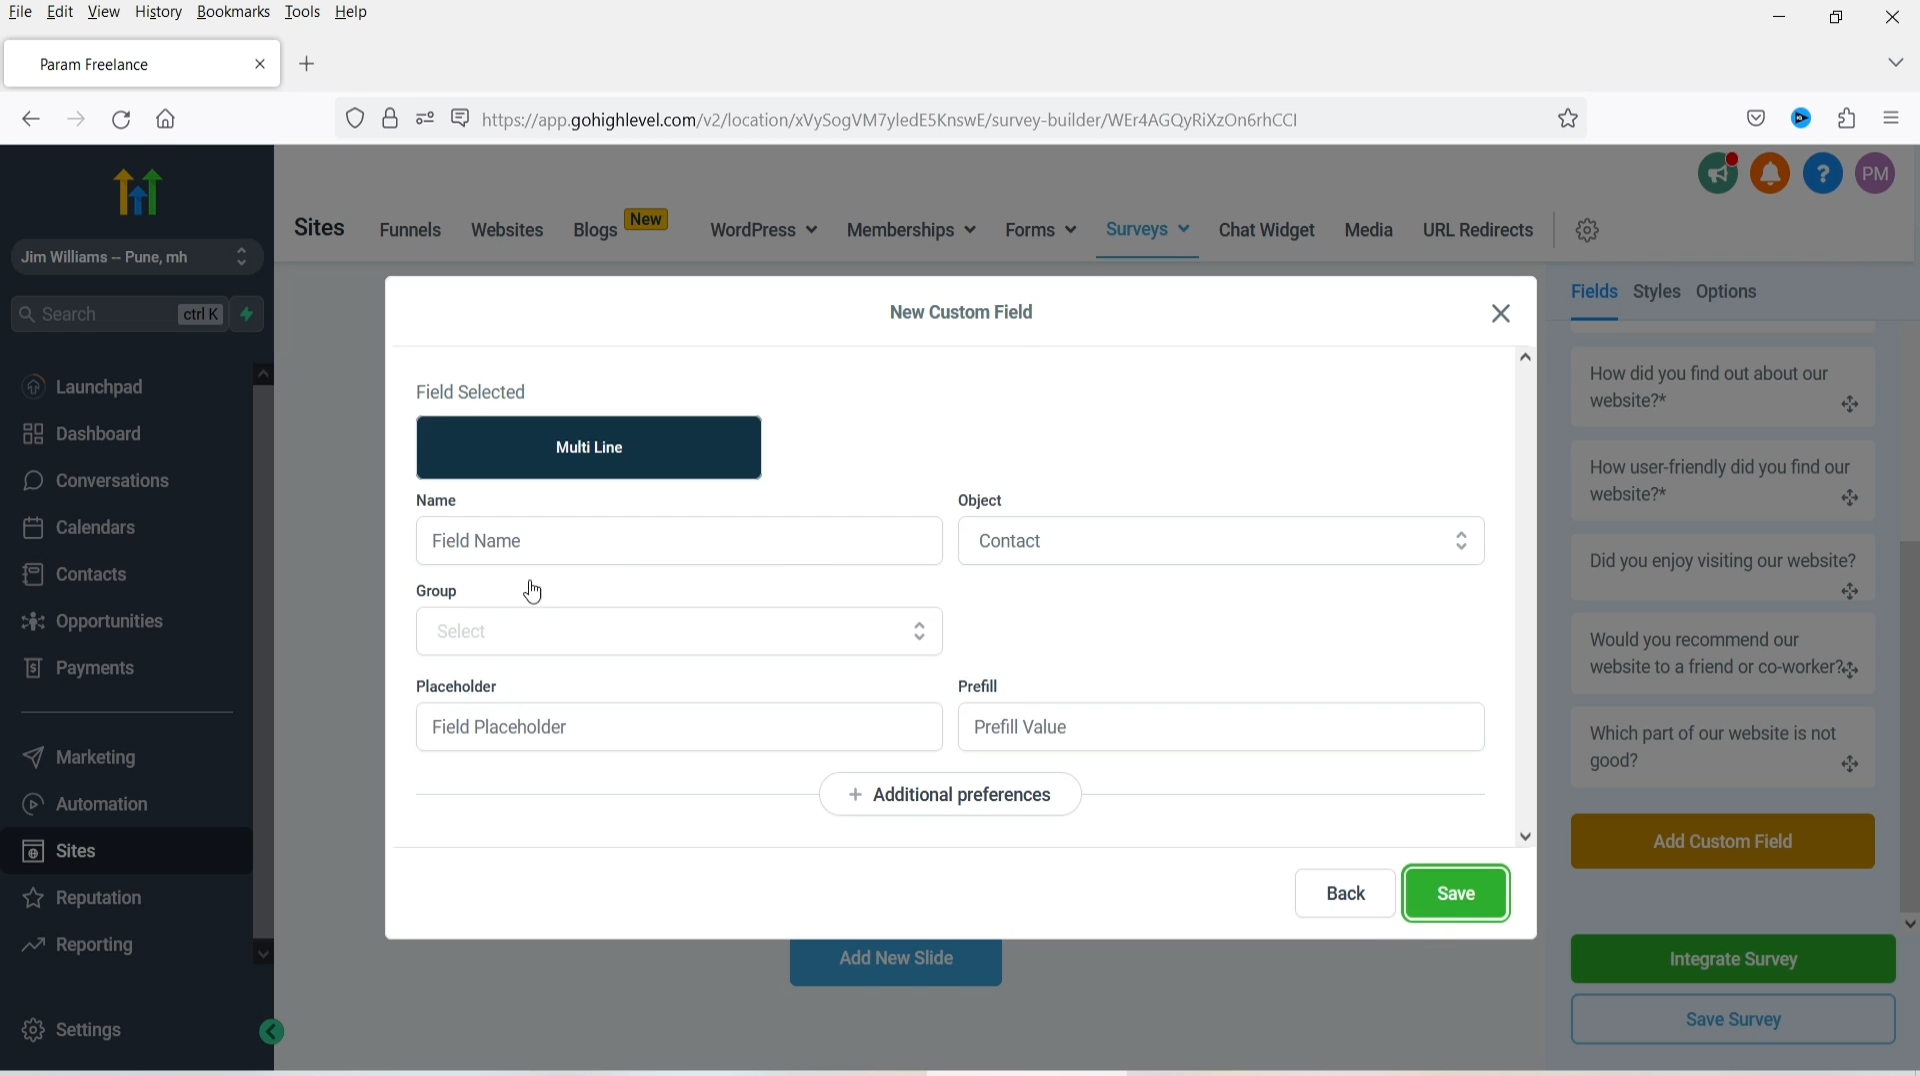 File Edit View History Bookmarks Tools Help
Param Freelance
https://app.gohighlevel.com/v2/location/xVySogVM7yledE5KnswE/survey-builder/WEr4AGQyRiXzOn6rhCCI
PM
Jim Williams -- Pune, mh
Search ctrl K
Launchpad
Dashboard
Conversations
Calendars
Contacts
Opportunities
Payments
Marketing
Automation
Sites
Reputation
Reporting
Settings
Sites Funnels Websites Blogs New WordPress Memberships Forms Surveys Chat Widget Media URL Redirects
New Custom Field
Field Selected
Multi Line
Name
Field Name
Object
Contact
Group
Select
Placeholder
Field Placeholder
Prefill
Prefill Value
+ Additional preferences
Back Save
Add New Slide
Fields Styles Options
How did you find out about our
website?*
How user-friendly did you find our
website?*
Did you enjoy visiting our website?
Would you recommend our
website to a friend or co-worker?
Which part of our website is not
good?
Add Custom Field
Integrate Survey
Save Survey